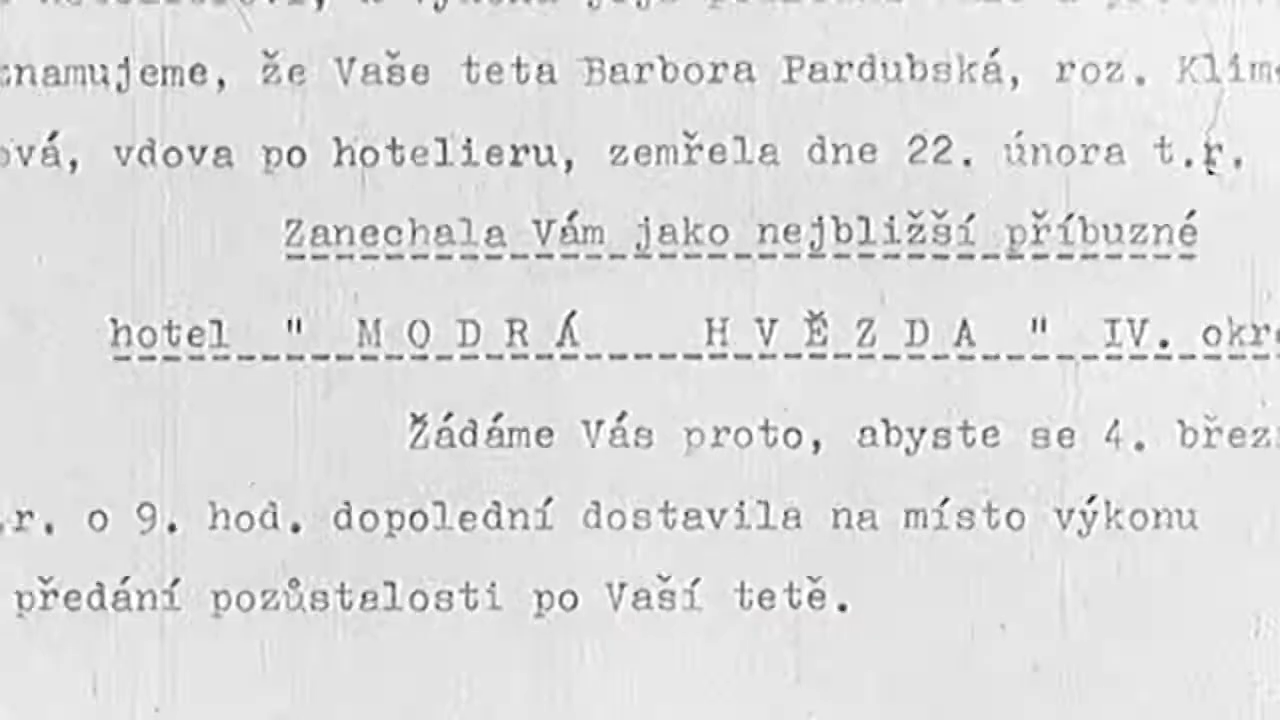 znamujeme, že Vaše teta Barbora Pardubská, roz. Klim
ová, vdova po hotelieru, zemřela dne 22. února t.r.
Zanechala Vám jako nejbližší příbuzné
hotel " M O D R Á H V Ě Z D A " IV. okr
Žádáme Vás proto, abyste se 4. břez
.r. o 9. hod. dopolední dostavila na místo výkonu
předání pozůstalosti po Vaší tetě.